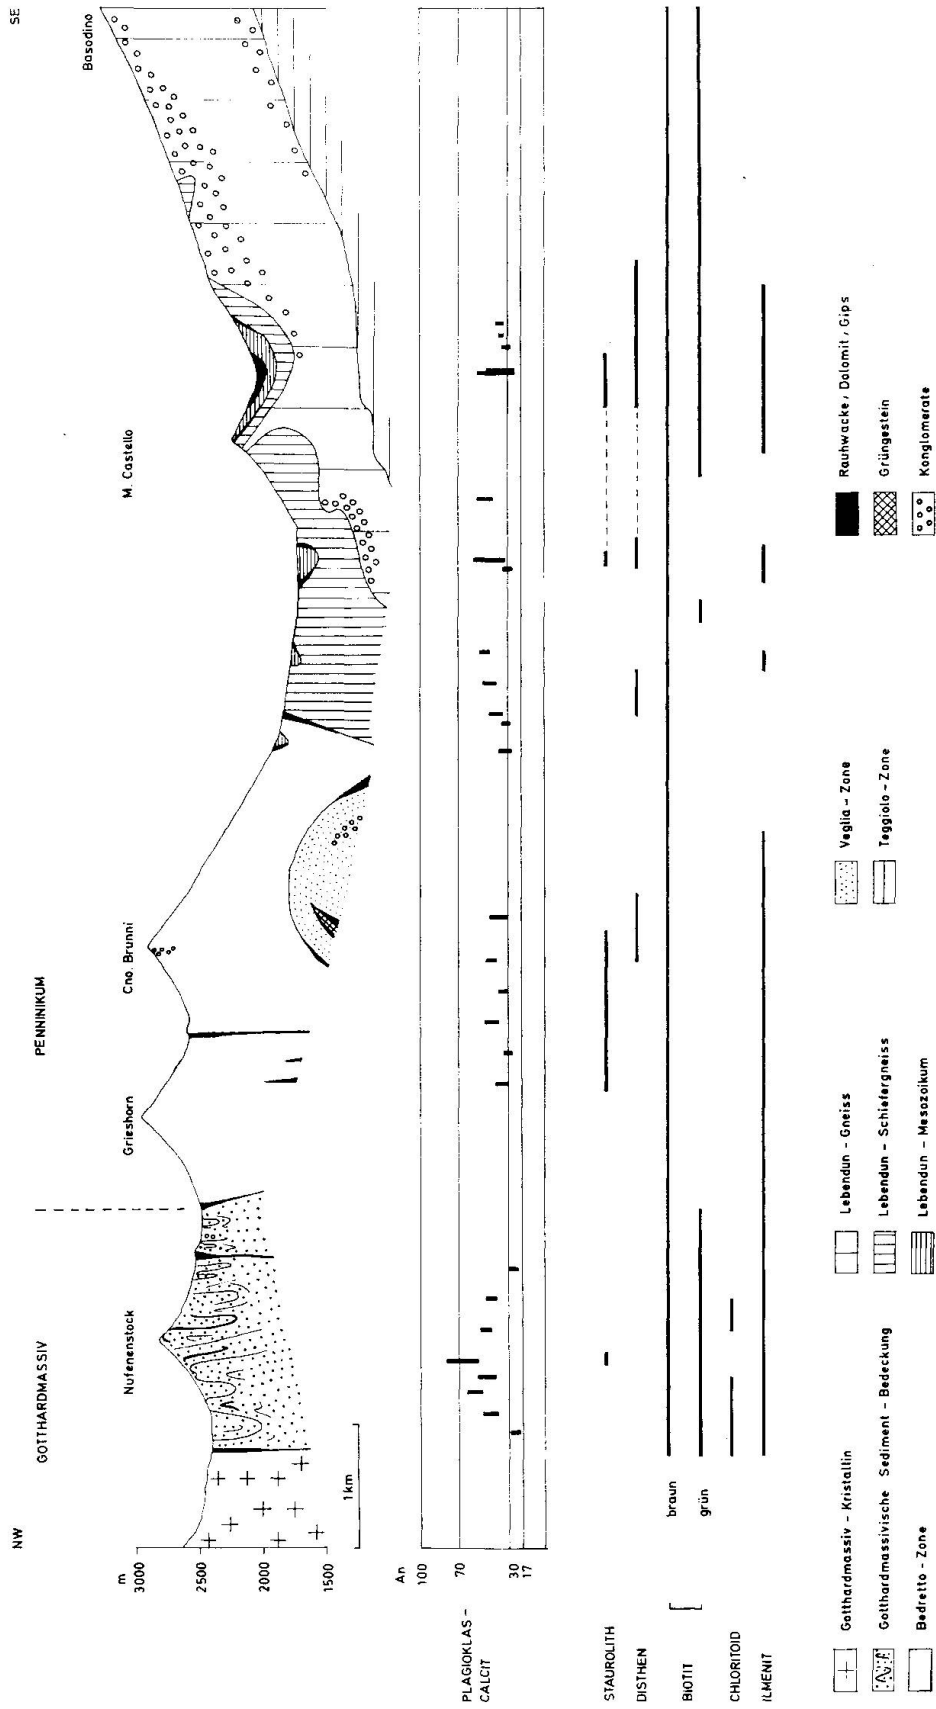 NW
GOTTHARDMASSIV
PENNINIKUM
SE
Nufenenstock
Grieshorn
Cno. Brunni
M. Castello
Basodino
m
3000
2500
2000
1500
1 km
PLAGIOKLAS –
CALCIT
An
100
70
30
17
STAUROLITH
DISTHEN
BIOTIT
braun
grün
CHLORITOID
ILMENIT
Gotthardmassiv – Kristallin
Gotthardmassivische Sediment – Bedeckung
Bedretto – Zone
Lebendun – Gneiss
Lebendun – Schiefergneiss
Lebendun – Mesozoikum
Veglia – Zone
Teggiolo – Zone
Rauhwacke / Dolomit / Gips
Grüngestein
Konglomerate